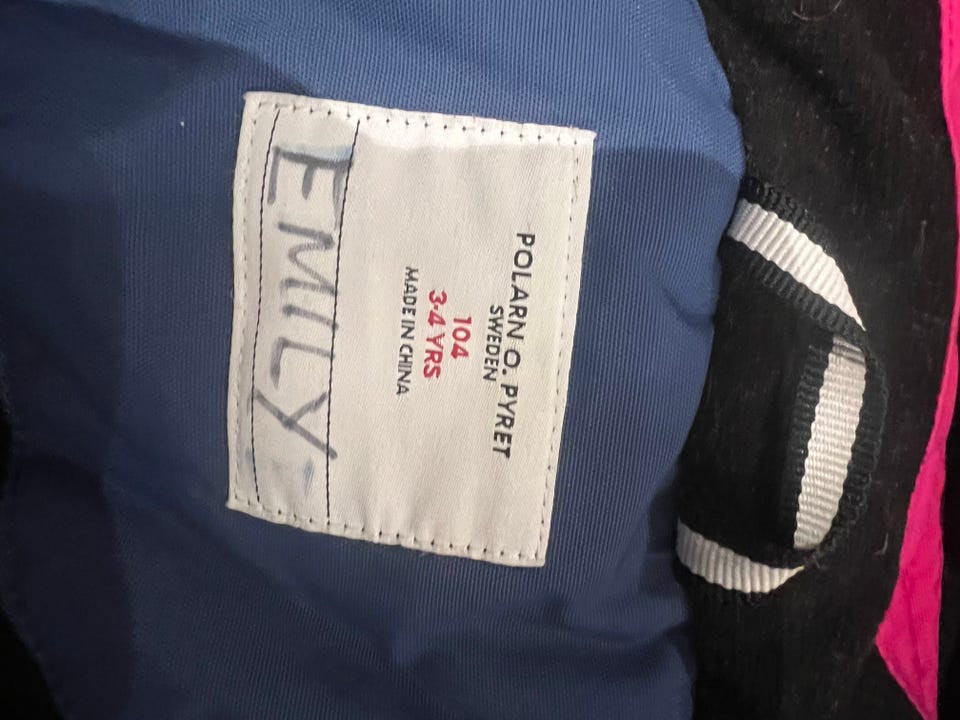 POLARN O. PYRET
SWEDEN
104
3-4 YRS
MADE IN CHINA
EMILY